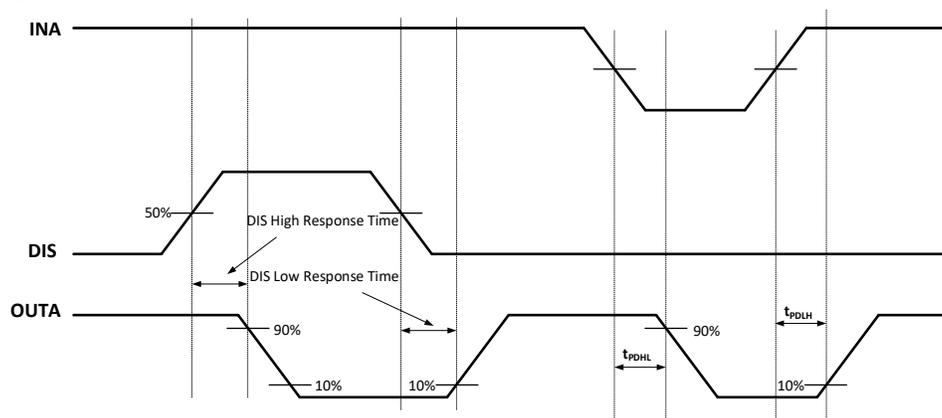 INA
50%
DIS High Response Time
DIS
DIS Low Response Time
OUTA
90%
90%
tPDLH
tPDHL
10%
10%
10%